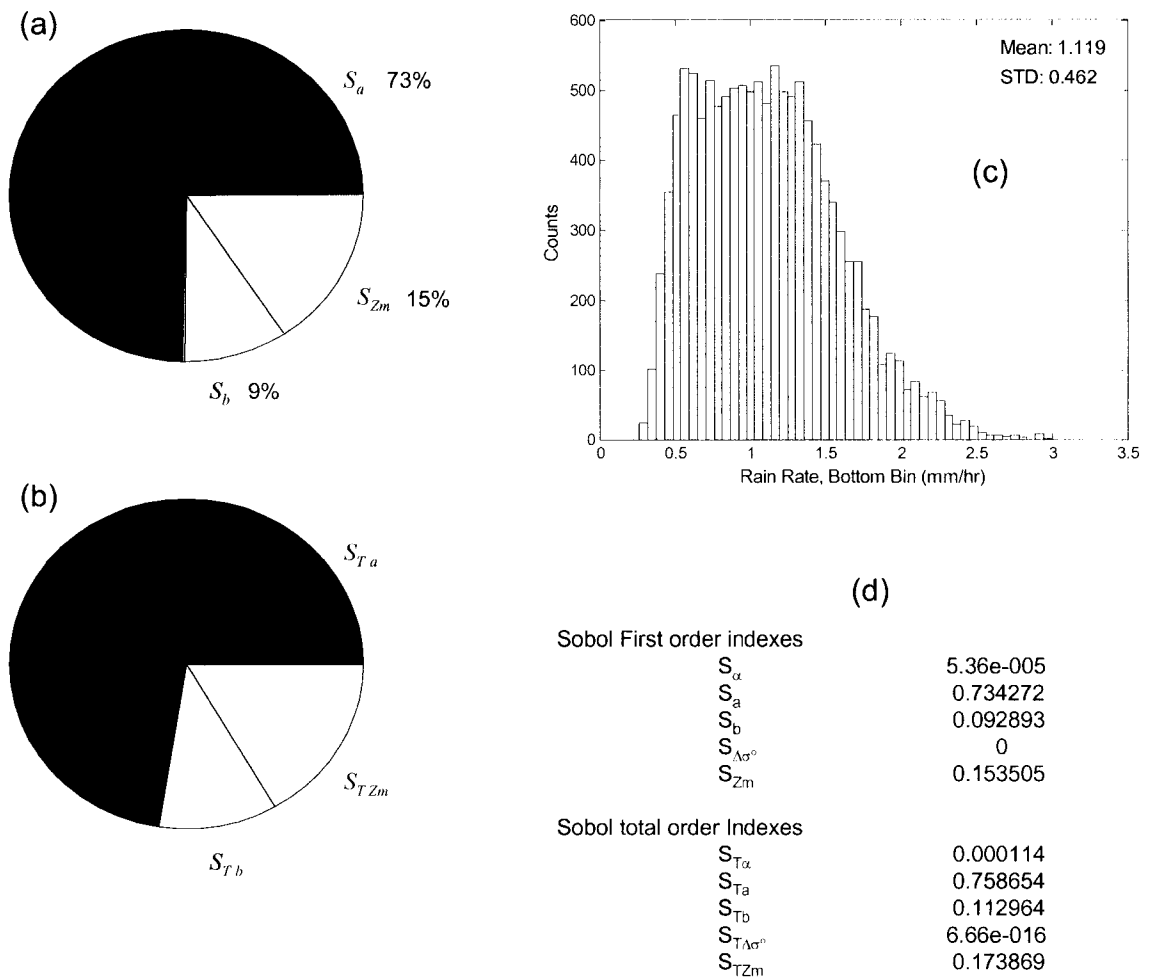 (a)
S_a 73%
S_Zm 15%
S_b 9%
(b)
S_T a
S_T Zm
S_T b
600
500
400
300
200
100
0
Counts
Mean: 1.119
STD: 0.462
(c)
0 0.5 1 1.5 2 2.5 3 3.5
Rain Rate, Bottom Bin (mm/hr)
(d)
Sobol First order indexes
S_α 5.36e-005
S_a 0.734272
S_b 0.092893
S_Δσ° 0
S_Zm 0.153505
Sobol total order Indexes
S_Tα 0.000114
S_Ta 0.758654
S_Tb 0.112964
S_TΔσ° 6.66e-016
S_TZm 0.173869